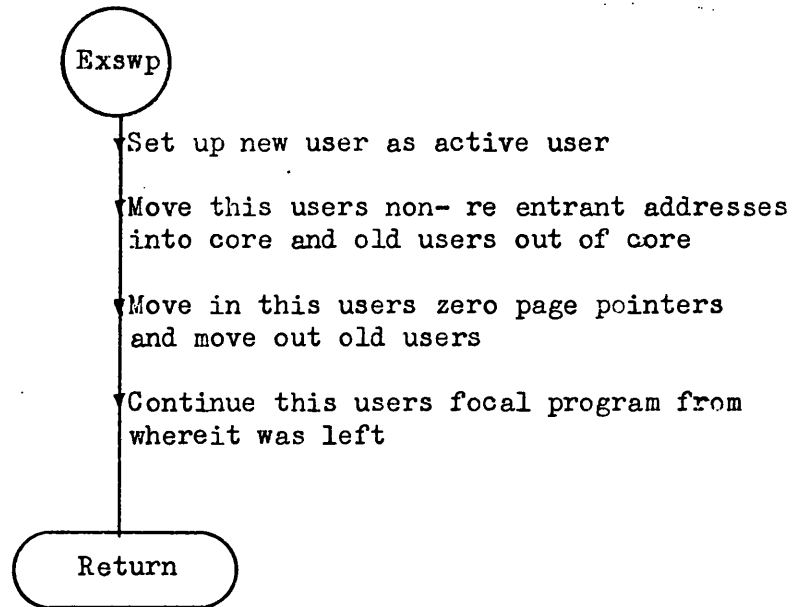 Exswp
Set up new user as active user
Move this users non- re entrant addresses
into core and old users out of core
Move in this users zero page pointers
and move out old users
Continue this users focal program from
whereit was left
Return